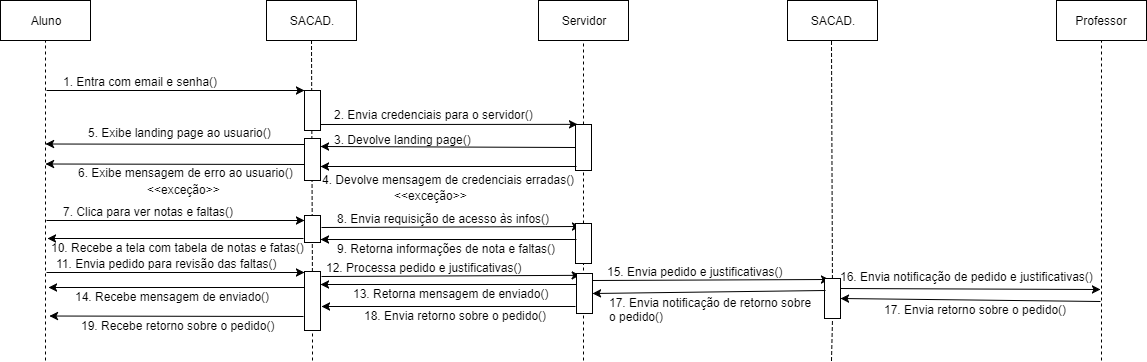 Aluno
SACAD.
Servidor
SACAD.
Professor
1. Entra com email e senha()
2. Envia credenciais para o servidor()
5. Exibe landing page ao usuario()
3. Devolve landing page()
6. Exibe mensagem de erro ao usuario()
<<exceção>>
4. Devolve mensagem de credenciais erradas()
<<exceção>>
7. Clica para ver notas e faltas()
8. Envia requisição de acesso às infos()
10. Recebe a tela com tabela de notas e fatas()
9. Retorna informações de nota e faltas()
11. Envia pedido para revisão das faltas()
12. Processa pedido e justificativas()
15. Envia pedido e justificativas()
16. Envia notificação de pedido e justificativas()
14. Recebe mensagem de enviado()
13. Retorna mensagem de enviado()
17. Envia notificação de retorno sobre
o pedido()
17. Envia retorno sobre o pedido()
18. Envia retorno sobre o pedido()
19. Recebe retorno sobre o pedido()